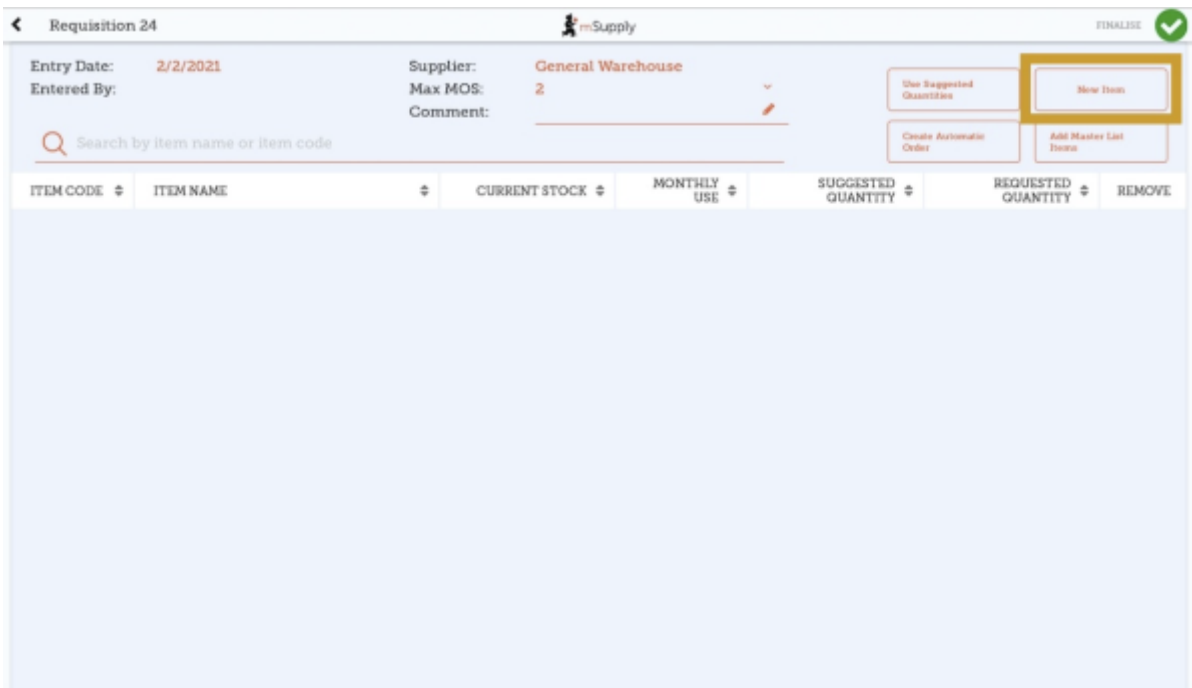 Requisition 24
mSupply
FINALISE
Entry Date: 2/2/2021
Supplier: General Warehouse
Entered By:
Max MOS: 2
Comment:
Use Suggested
Quantities
New Item
Search by item name or item code
Create Automatic
Order
Add Master List
Items
ITEM CODE
ITEM NAME
CURRENT STOCK
MONTHLY
USE
SUGGESTED
QUANTITY
REQUESTED
QUANTITY
REMOVE